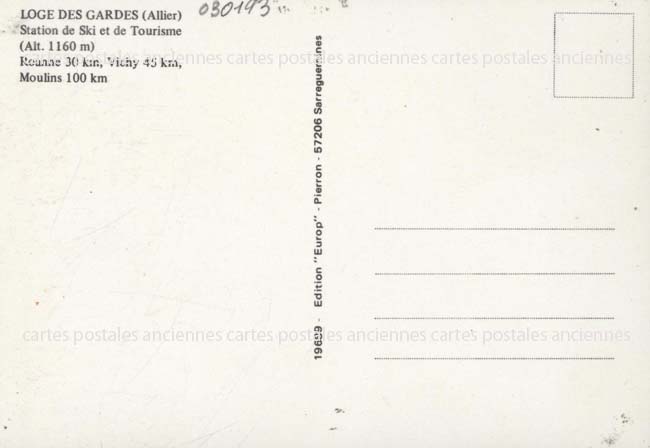 LOGE DES GARDES (Allier)
Station de Ski et de Tourisme
(Alt. 1160 m)
Roanne 30 km, Vichy 45 km,
Moulins 100 km
030193
cartes postales anciennes cartes postales anciennes cartes postales anciennes
Edition "Europ" - Pierron - 57206 Sarreguemines
cartes postales anciennes cartes postales anciennes cartes postales anciennes